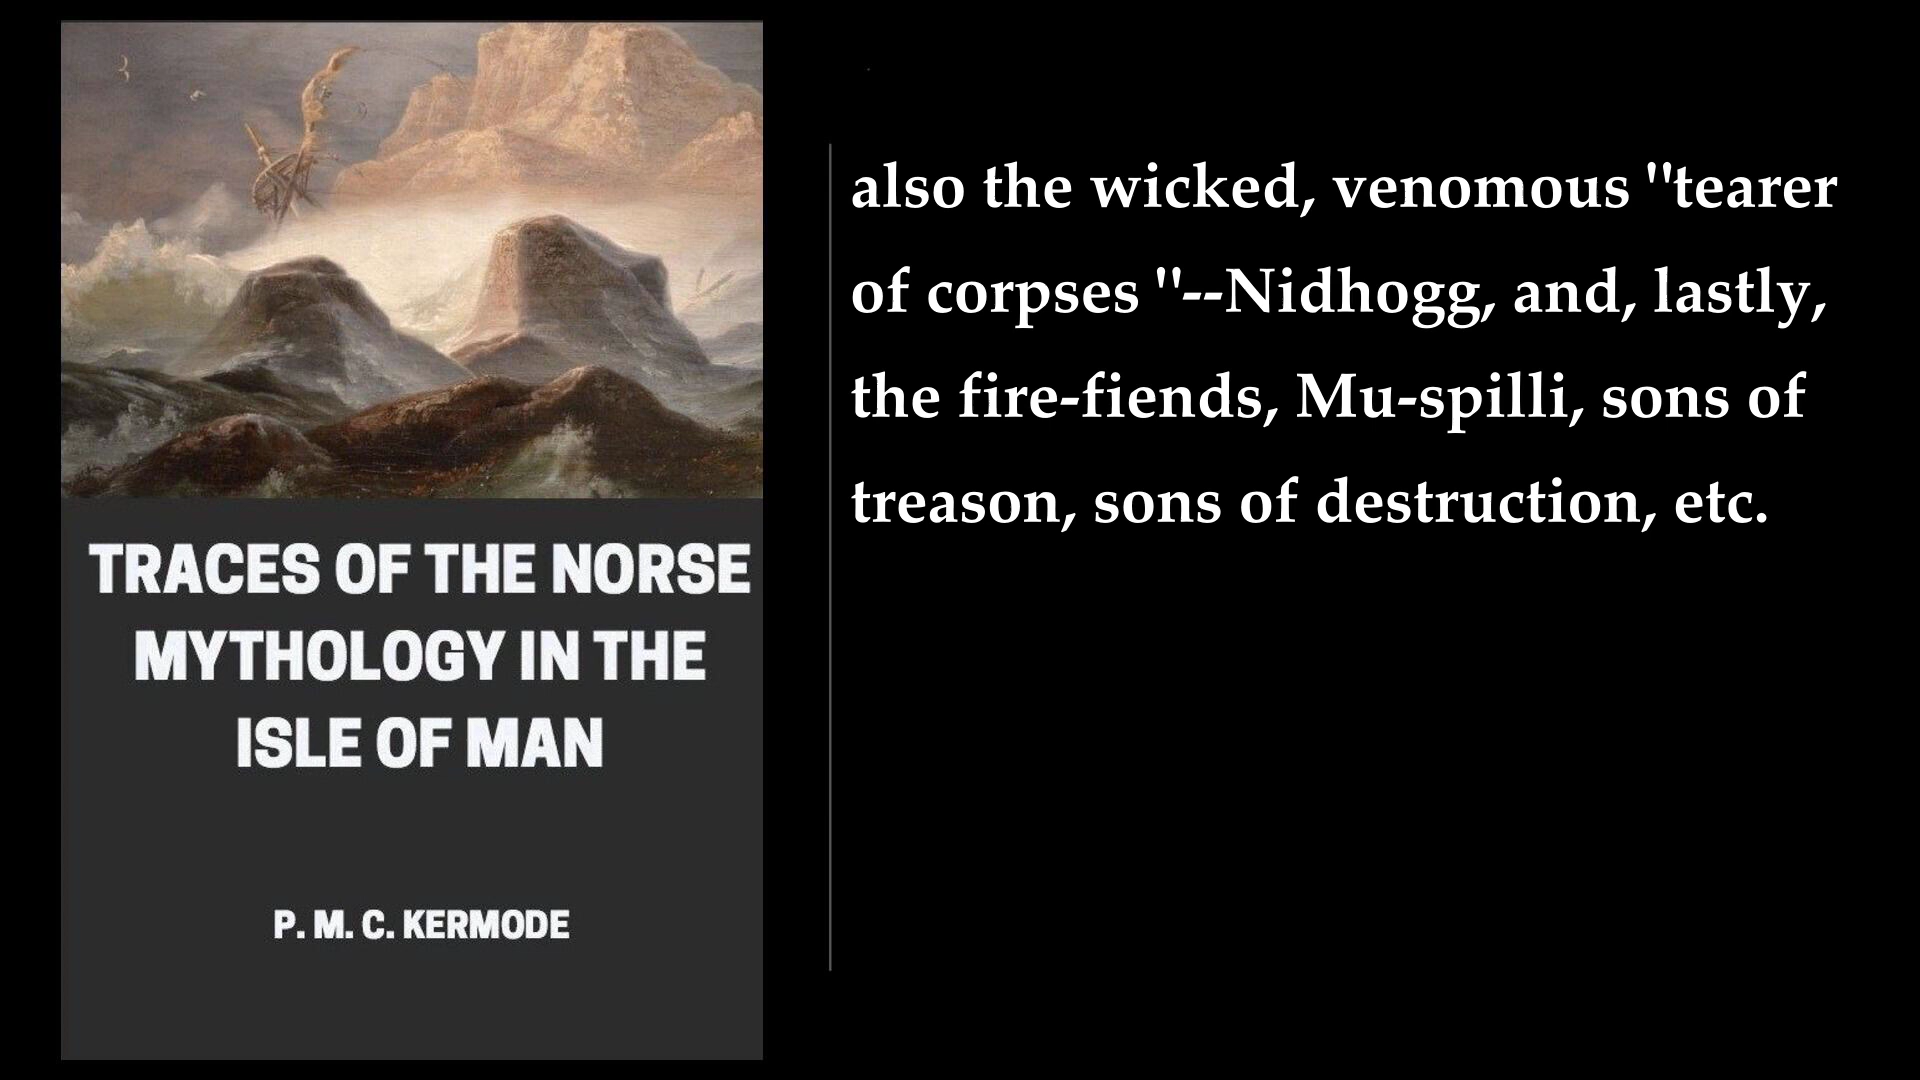 TRACES OF THE NORSE
MYTHOLOGY IN THE
ISLE OF MAN
P. M. C. KERMODE
also the wicked, venomous "tearer
of corpses "--Nidhogg, and, lastly,
the fire-fiends, Mu-spilli, sons of
treason, sons of destruction, etc.